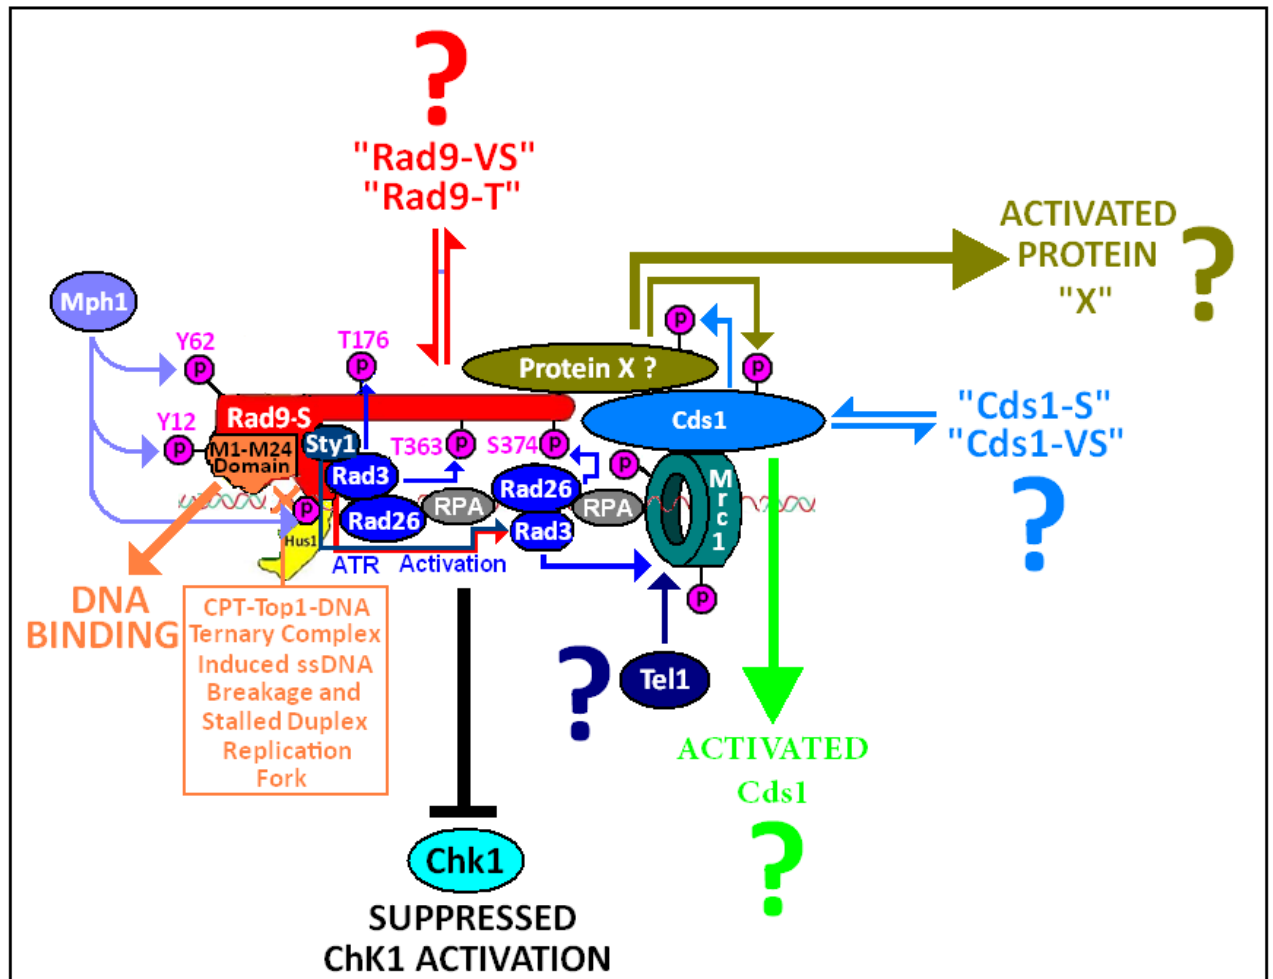 ?
"Rad9-VS"
"Rad9-T"
ACTIVATED
PROTEIN
"X"
?
Mph1
Y62
P
T176
P
P
Protein X ?
P
Y12
P
Rad9-S
M1-M24
Domain
Sty1
Rad3
Rad26
T363
P
S374
P
Cds1
"Cds1-S"
"Cds1-VS"
?
P
Rad26
Rad3
RPA
RPA
Mrc1
P
P
Hus1
ATR Activation
DNA
BINDING
CPT-Top1-DNA
Ternary Complex
Induced ssDNA
Breakage and
Stalled Duplex
Replication
Fork
?
Tel1
ACTIVATED
Cds1
?
Chk1
SUPPRESSED
ChK1 ACTIVATION